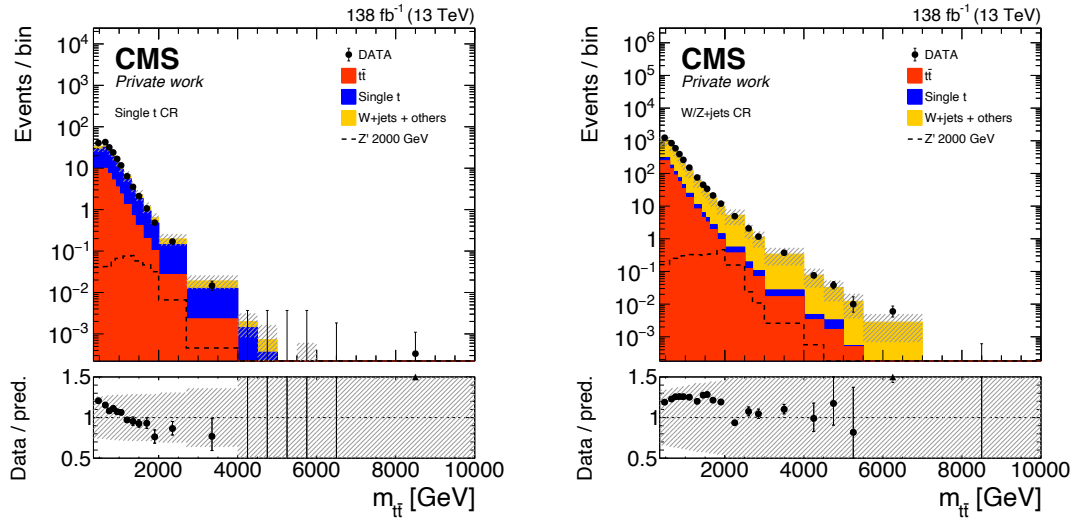 138 fb⁻¹ (13 TeV)
Events / bin
10⁴
10³
10²
10
1
10⁻¹
10⁻²
10⁻³
CMS
Private work
Single t CR
DATA
tt̄
Single t
W+jets + others
Z' 2000 GeV
Data / pred.
1.5
1
0.5
2000 4000 6000 8000 10000
m_tt̄ [GeV]
138 fb⁻¹ (13 TeV)
Events / bin
10⁶
10⁵
10⁴
10³
10²
10
1
10⁻¹
10⁻²
10⁻³
CMS
Private work
W/Z+jets CR
DATA
tt̄
Single t
W+jets + others
Z' 2000 GeV
Data / pred.
1.5
1
0.5
2000 4000 6000 8000 10000
m_tt̄ [GeV]